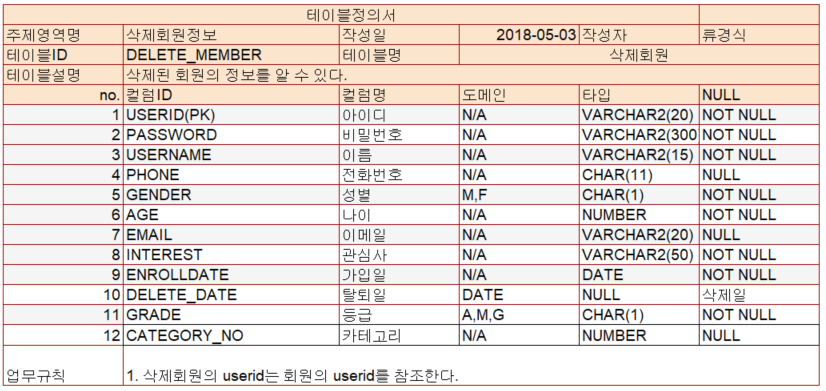 테이블정의서
주제영역명 삭제회원정보 작성일 2018-05-03 작성자 류경식
테이블ID DELETE_MEMBER 테이블명 삭제회원
테이블설명 삭제된 회원의 정보를 알 수 있다.
no. 컬럼ID 컬럼명 도메인 타입 NULL
1 USERID(PK) 아이디 N/A VARCHAR2(20) NOT NULL
2 PASSWORD 비밀번호 N/A VARCHAR2(300 NOT NULL
3 USERNAME 이름 N/A VARCHAR2(15) NOT NULL
4 PHONE 전화번호 N/A CHAR(11) NULL
5 GENDER 성별 M,F CHAR(1) NOT NULL
6 AGE 나이 N/A NUMBER NOT NULL
7 EMAIL 이메일 N/A VARCHAR2(20) NULL
8 INTEREST 관심사 N/A VARCHAR2(50) NOT NULL
9 ENROLLDATE 가입일 N/A DATE NOT NULL
10 DELETE_DATE 탈퇴일 DATE NULL 삭제일
11 GRADE 등급 A,M,G CHAR(1) NOT NULL
12 CATEGORY_NO 카테고리 N/A NUMBER NULL
업무규칙 1. 삭제회원의 userid는 회원의 userid를 참조한다.